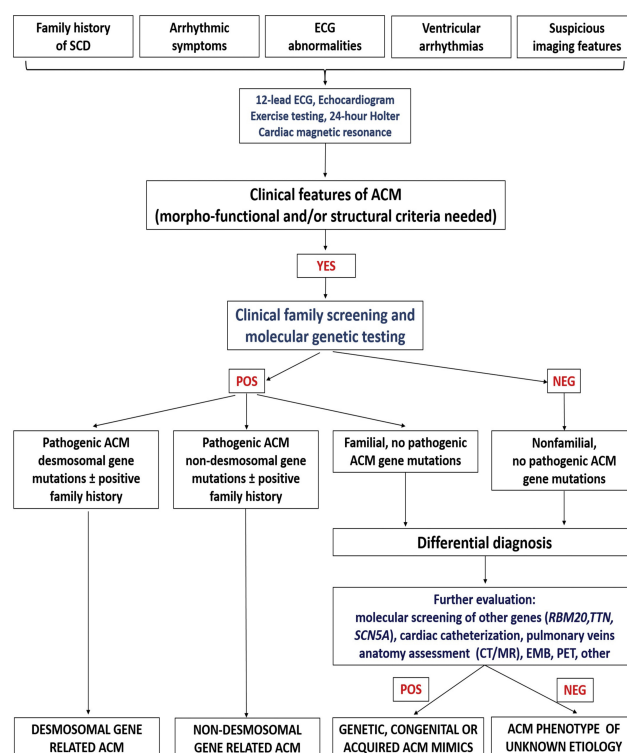 Family history
of SCD
Arrhythmic
symptoms
ECG
abnormalities
Ventricular
arrhythmias
Suspicious
imaging features
12-lead ECG, Echocardiogram
Exercise testing, 24-hour Holter
Cardiac magnetic resonance
Clinical features of ACM
(morpho-functional and/or structural criteria needed)
YES
Clinical family screening and
molecular genetic testing
POS
NEG
Pathogenic ACM
desmosomal gene
mutations ± positive
family history
Pathogenic ACM
non-desmosomal gene
mutations ± positive
family history
Familial, no pathogenic
ACM gene mutations
Nonfamilial,
no pathogenic ACM
gene mutations
Differential diagnosis
Further evaluation:
molecular screening of other genes (RBM20,TTN,
SCN5A), cardiac catheterization, pulmonary veins
anatomy assessment (CT/MR), EMB, PET, other
POS
NEG
DESMOSOMAL GENE
RELATED ACM
NON-DESMOSOMAL
GENE RELATED ACM
GENETIC, CONGENITAL OR
ACQUIRED ACM MIMICS
ACM PHENOTYPE OF
UNKNOWN ETIOLOGY